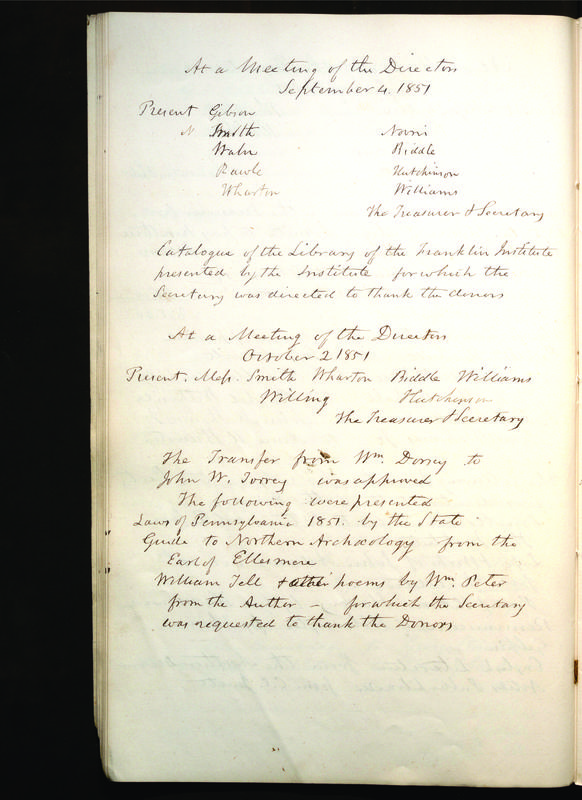 At a Meeting of the Directors
September 4. 1851
Present Gibson
N Smith Norris
Waln Biddle
Rawle Hutchinson
Wharton Williams
The Treasurer & Secretary
Catalogue of the Library of the Franklin Institute
presented by the Institute for which the
Secretary was directed to thank the donors
At a Meeting of the Directors
October 2 1851
Present. Mess. Smith Wharton Biddle Williams
Willing Hutchinson
The Treasurer & Secretary
The Transfer from Wm. Dorsey to
John W. Torrey was approved
The following were presented
Laws of Pennsylvania 1851. by the State
Guide to Northern Archæology from the
Earl of Ellesmere
William Tell & other poems by Wm. Peter
from the Author – for which the Secretary
was requested to thank the Donors